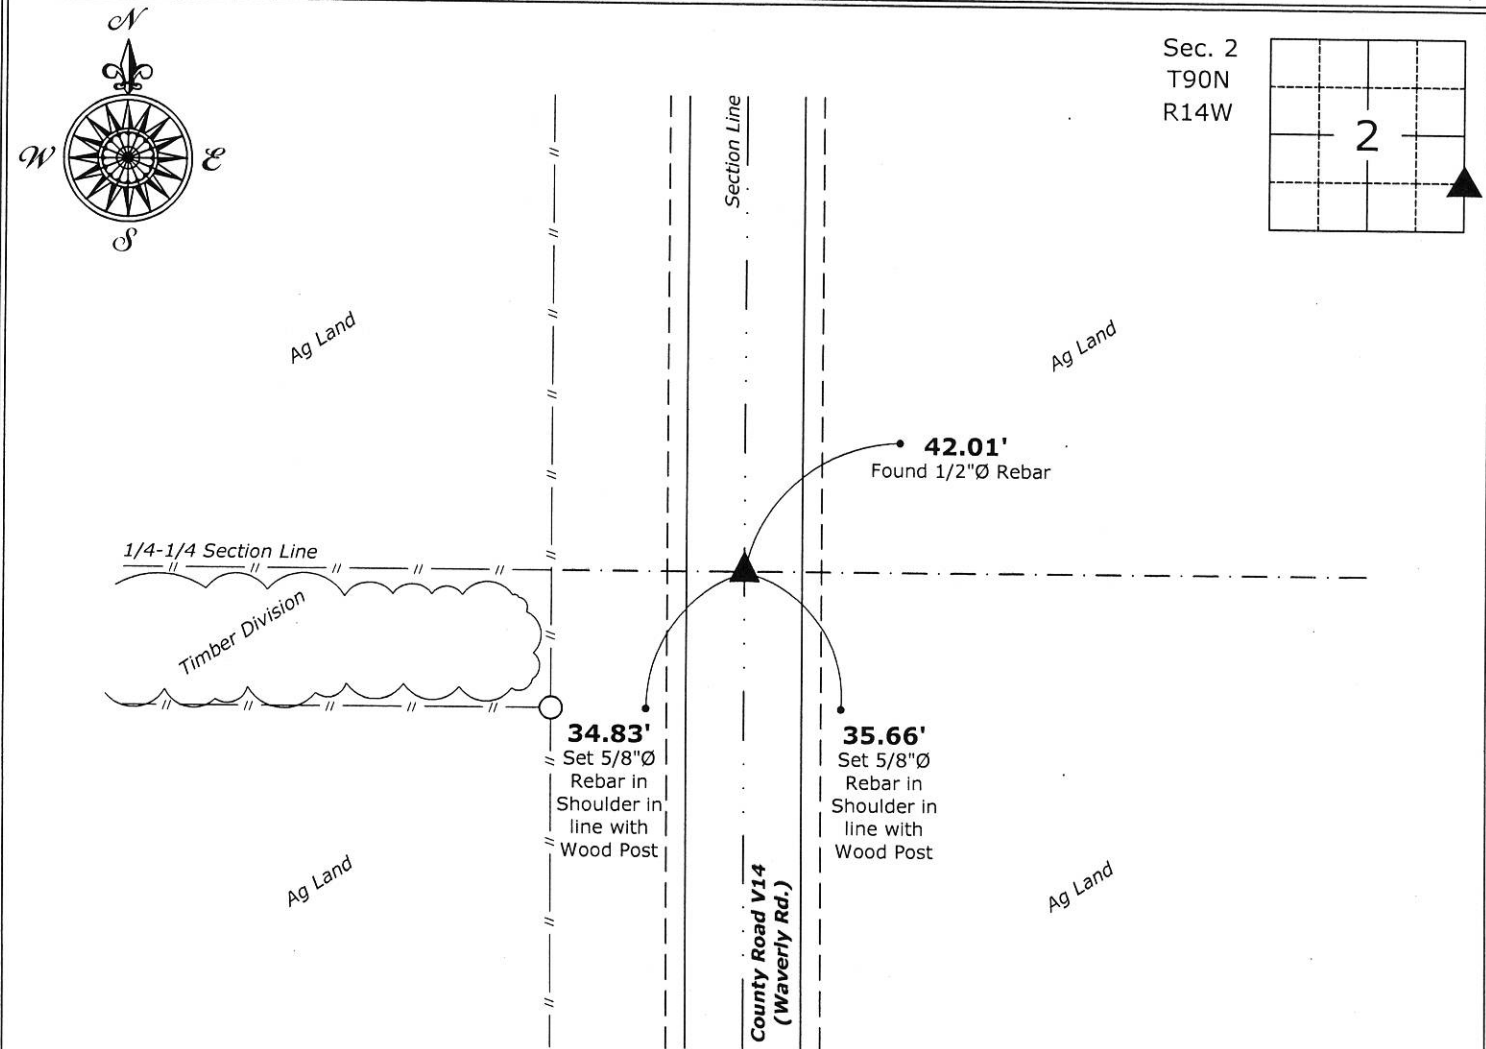 N
W
E
S
Sec. 2
T90N
R14W
2
Section Line
Ag Land
Ag Land
42.01'
Found 1/2"Ø Rebar
1/4-1/4 Section Line
Timber Division
34.83'
Set 5/8"Ø
Rebar in
Shoulder in
line with
Wood Post
35.66'
Set 5/8"Ø
Rebar in
Shoulder in
line with
Wood Post
Ag Land
Ag Land
County Road V14
(Waverly Rd.)